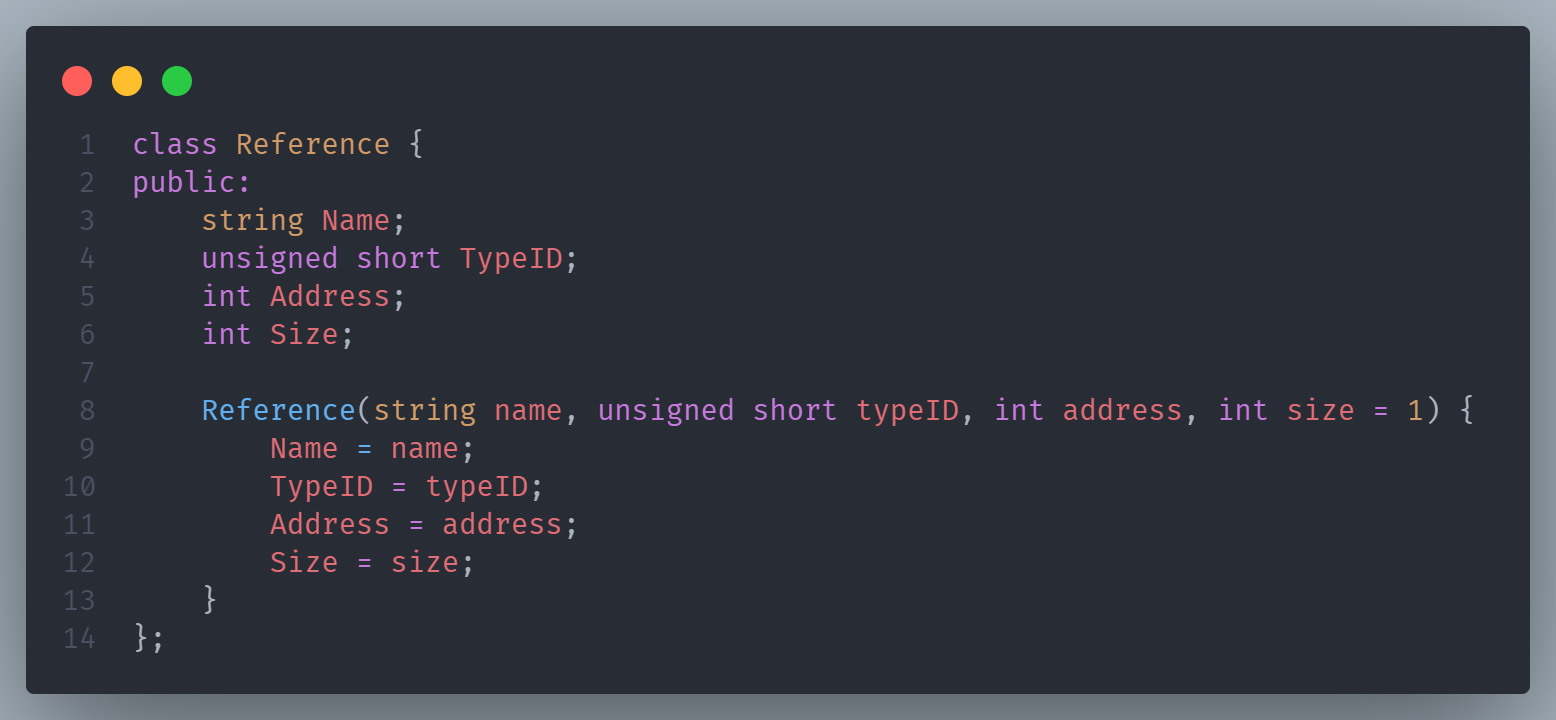 1 class Reference {
2 public:
3     string Name;
4     unsigned short TypeID;
5     int Address;
6     int Size;
7
8     Reference(string name, unsigned short typeID, int address, int size = 1) {
9         Name = name;
10         TypeID = typeID;
11         Address = address;
12         Size = size;
13     }
14 };